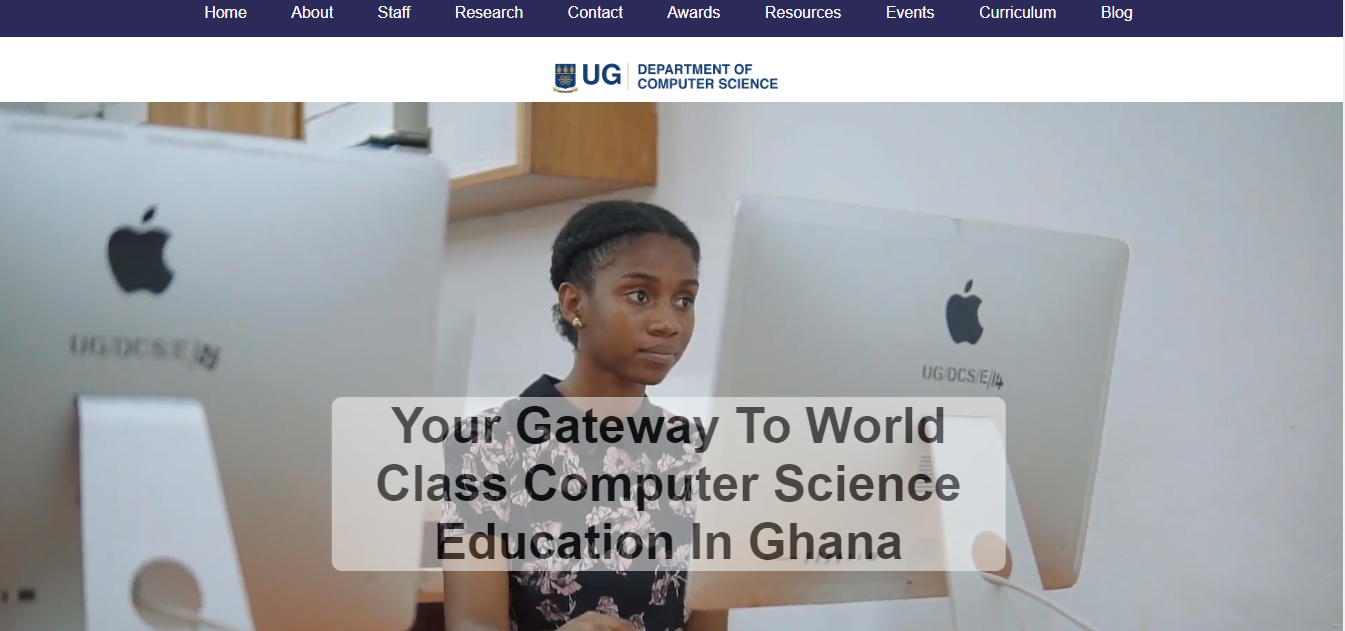 Home About Staff Research Contact Awards Resources Events Curriculum Blog
UG DEPARTMENT OF
COMPUTER SCIENCE
UG/DCS/E/
UG/DCS/E/14
Your Gateway To World
Class Computer Science
Education In Ghana